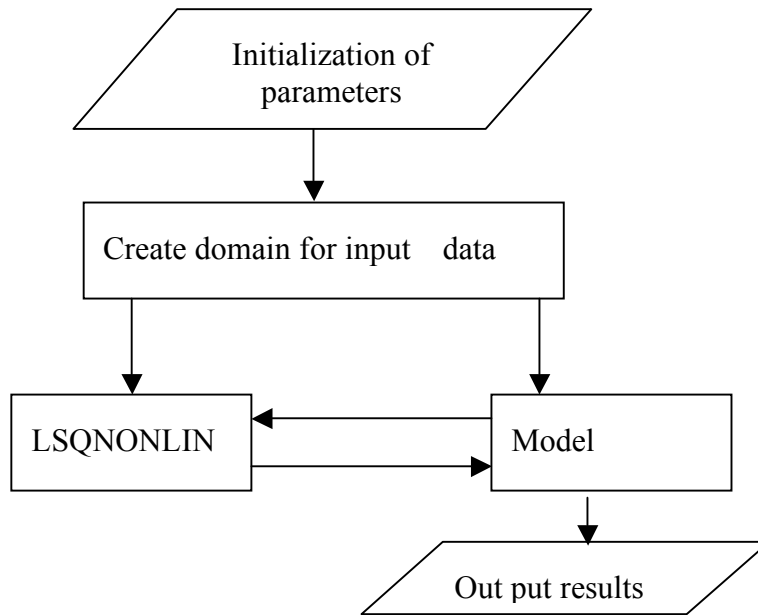 Initialization of
parameters
Create domain for input data
LSQNONLIN
Model
Out put results